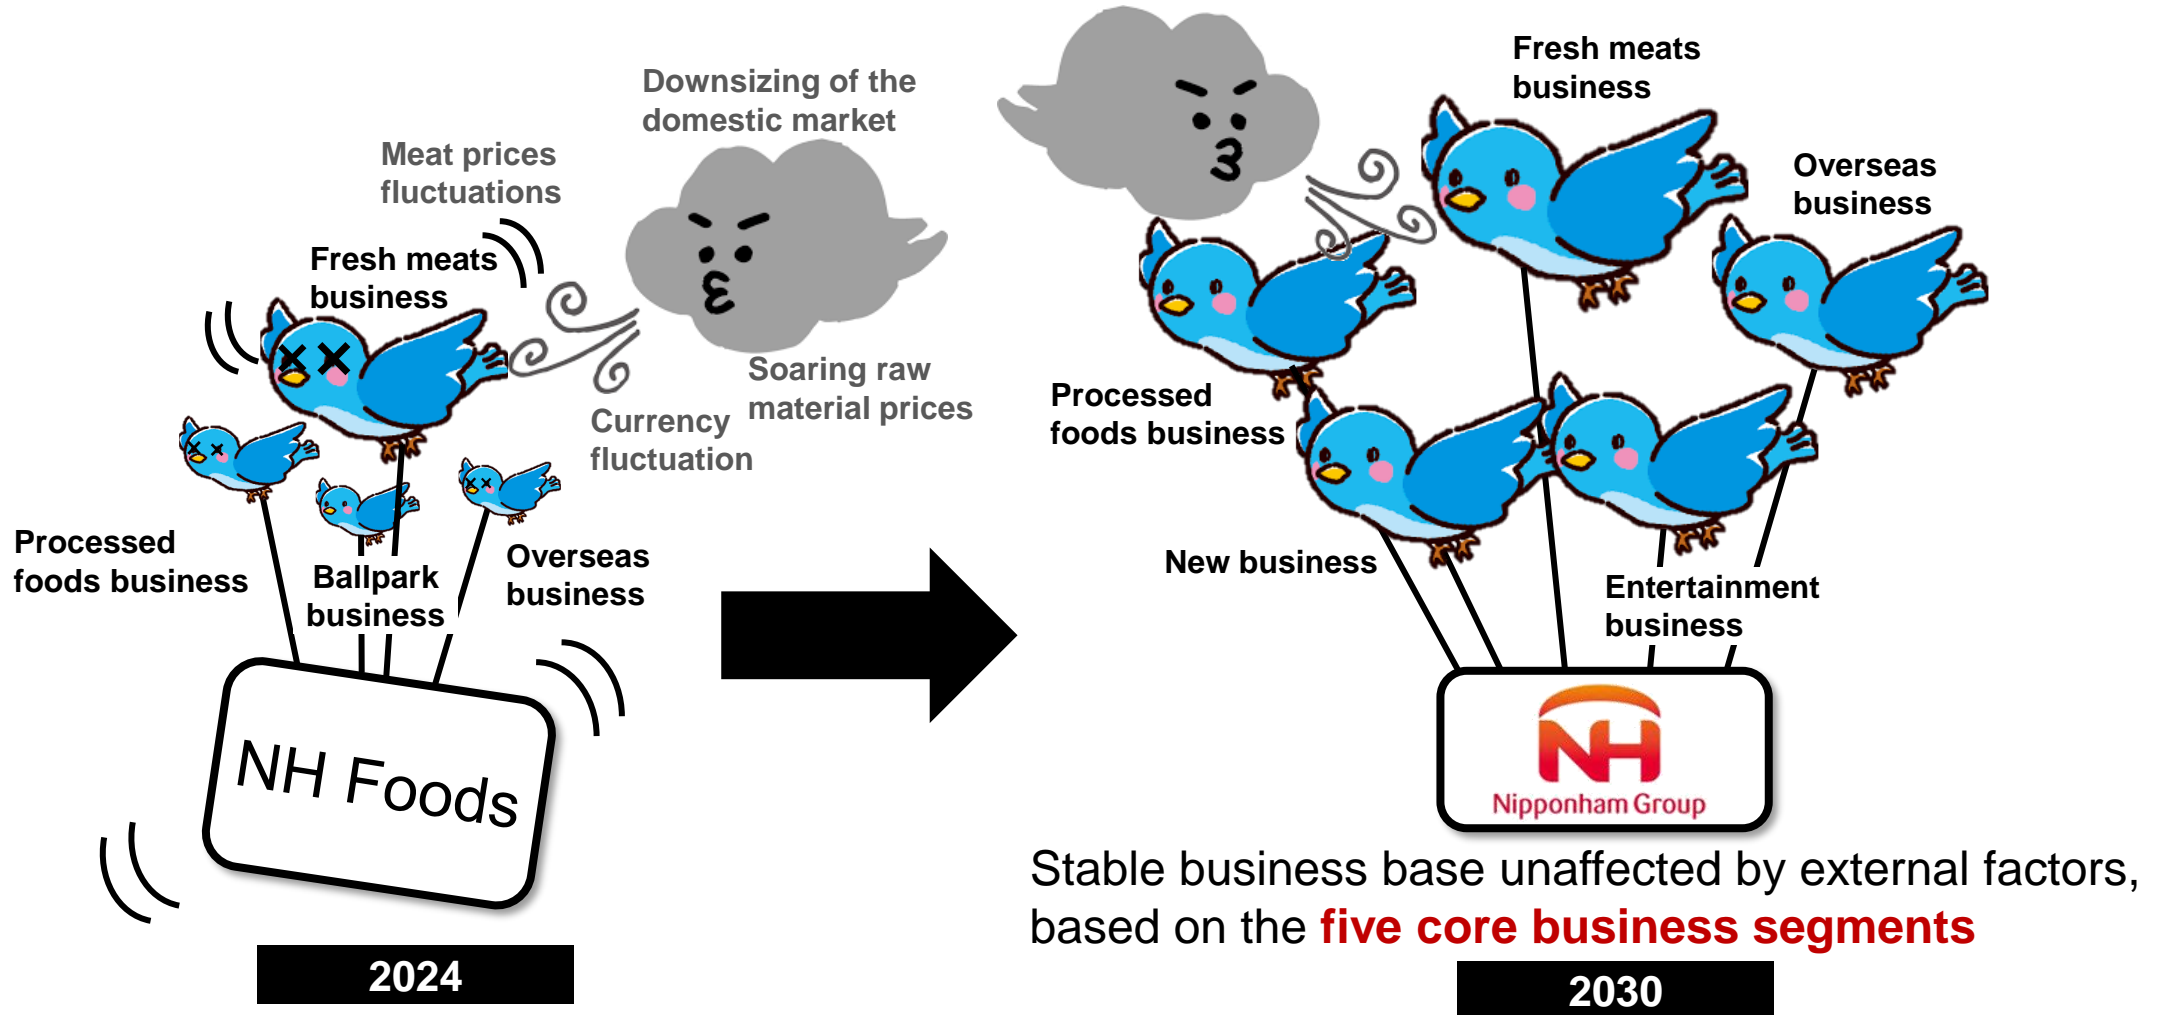 Downsizing of the
domestic market
Meat prices
fluctuations
Fresh meats
business
Soaring raw
material prices
Currency
fluctuation
Processed
foods business
Ballpark
business
Overseas
business
NH Foods
2024
Fresh meats
business
Overseas
business
Processed
foods business
New business
Entertainment
business
NH
Nipponham Group
Stable business base unaffected by external factors,
based on the five core business segments
2030